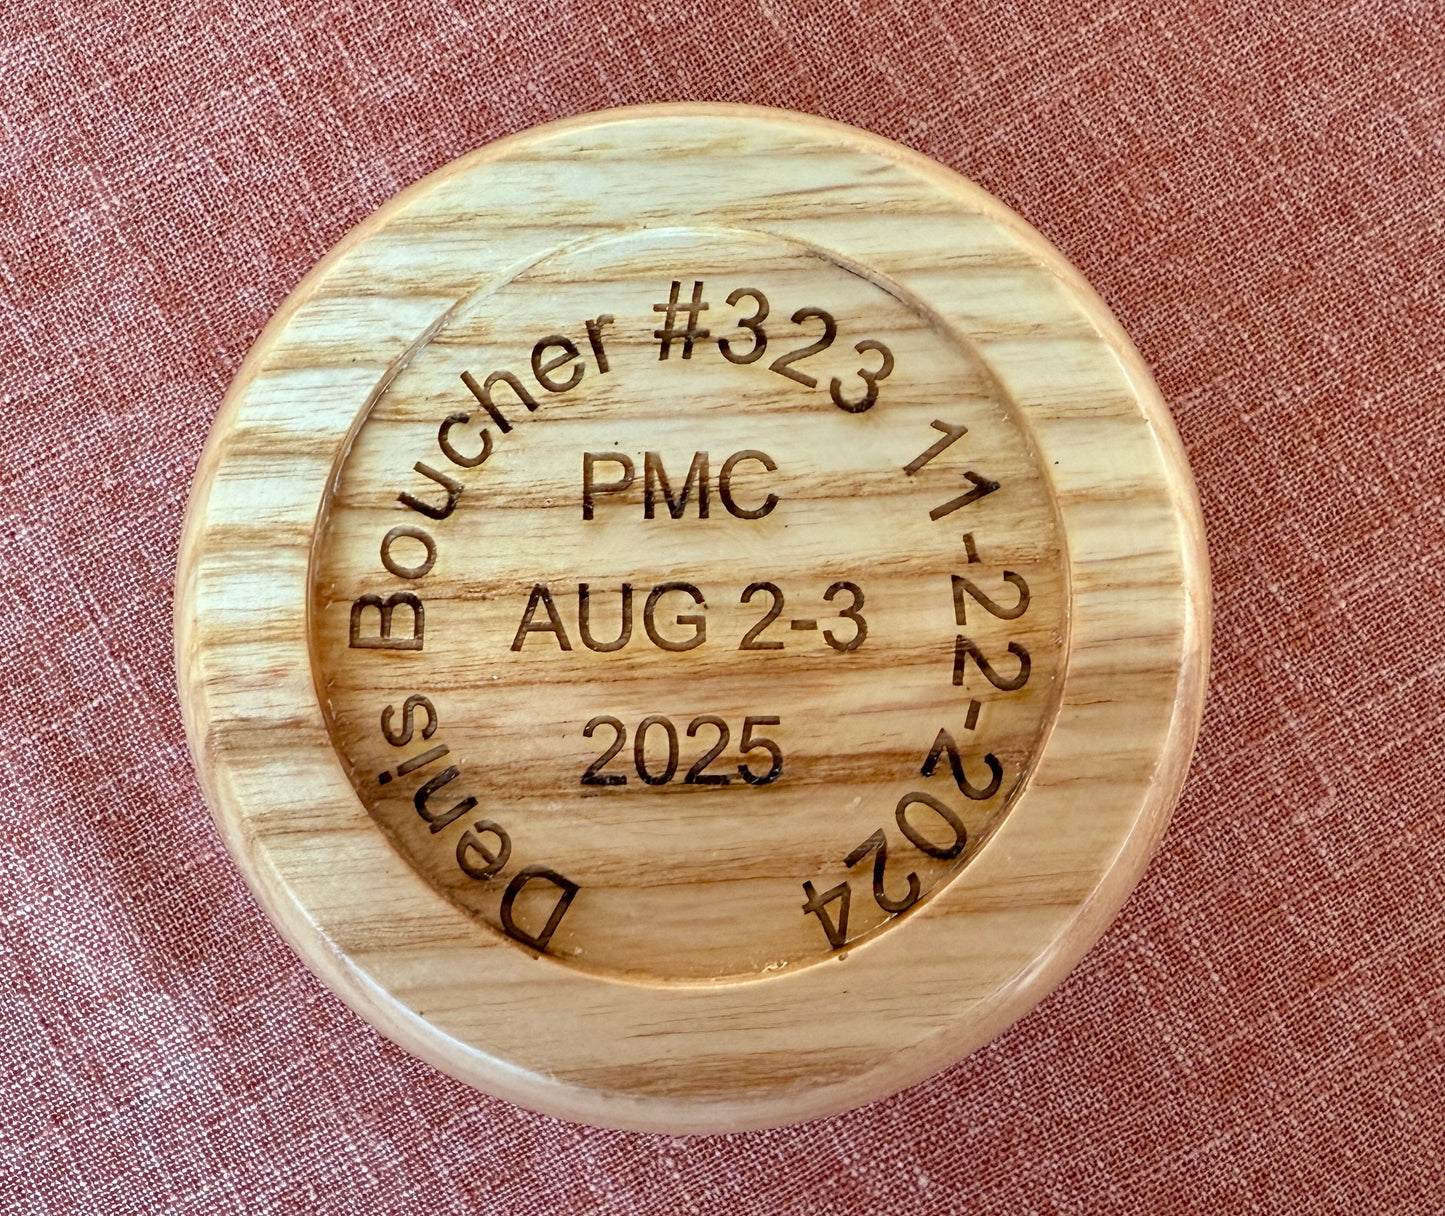 Denis Boucher #323 11-22-2024
PMC
AUG 2-3
2025